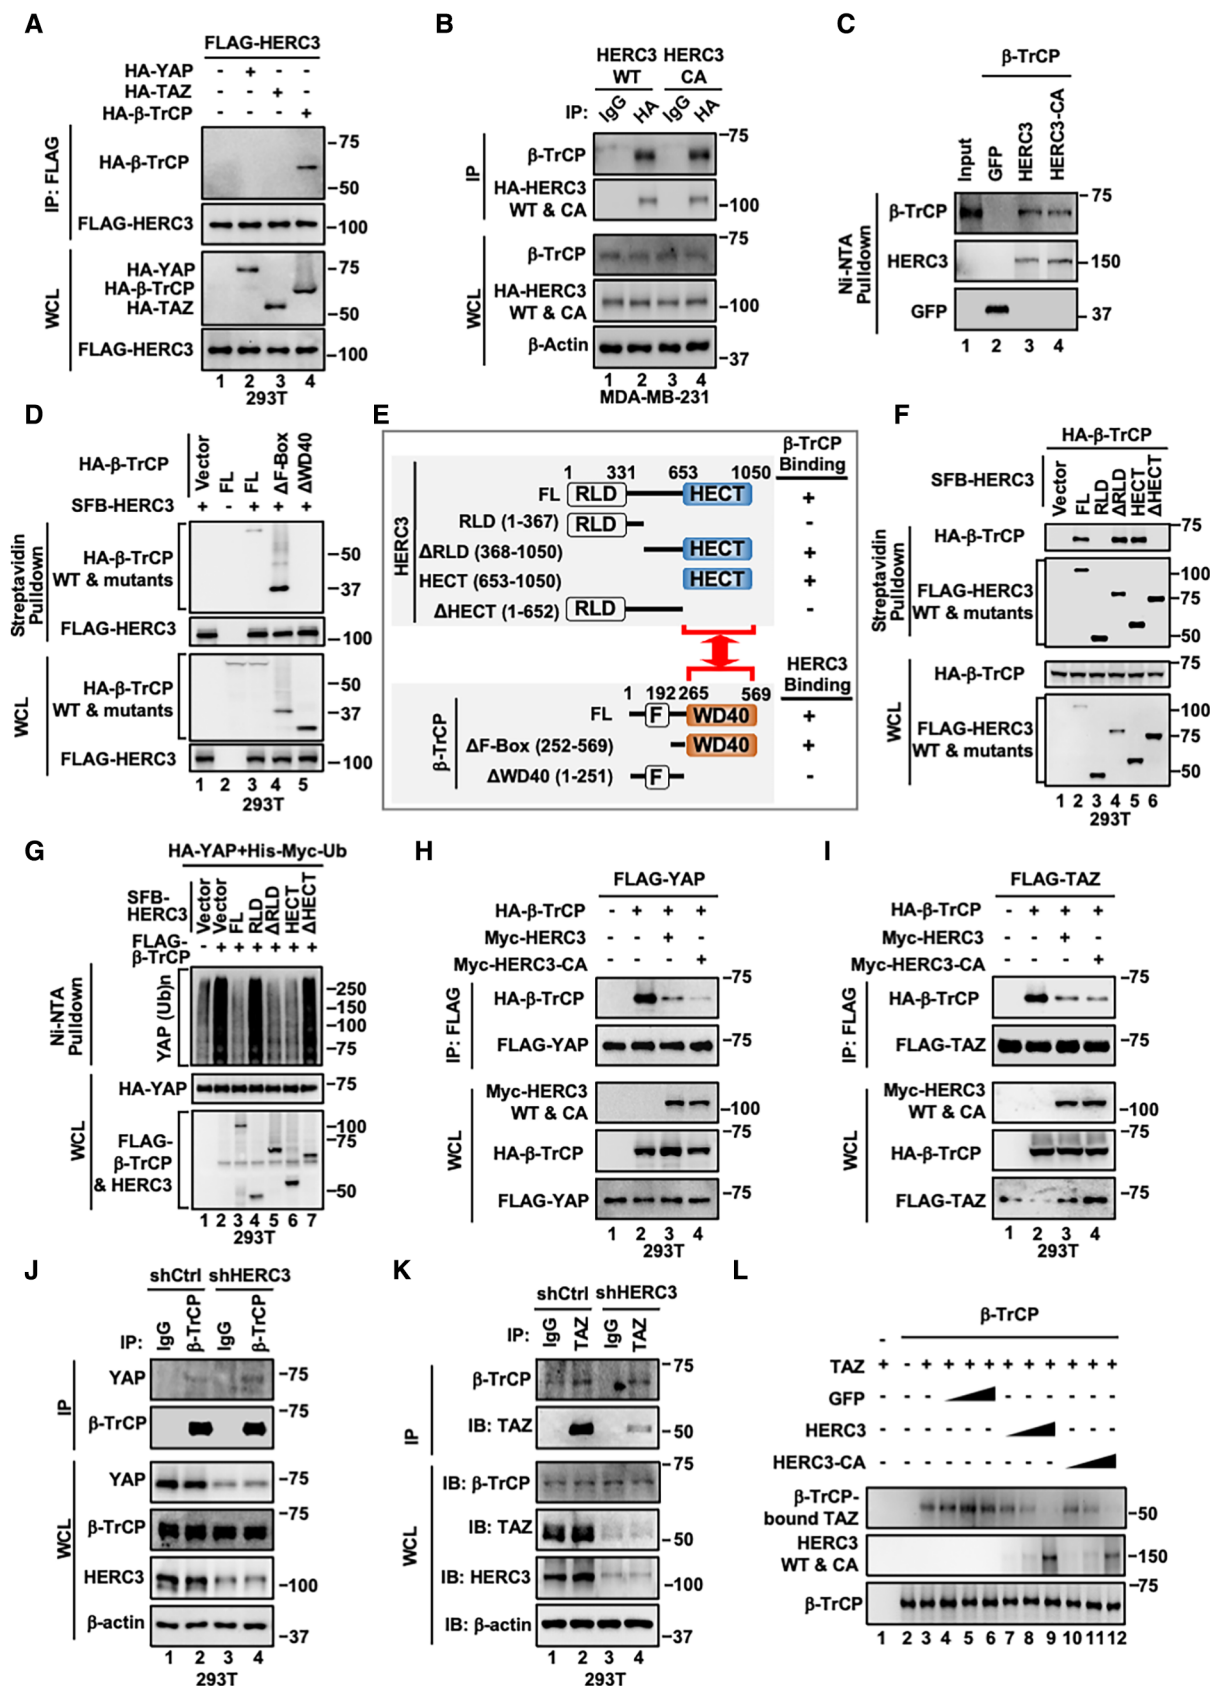 A
FLAG-HERC3
HA-YAP - + - -
HA-TAZ - - + -
HA-β-TrCP - - - +
IP: FLAG
HA-β-TrCP
-75
-50
FLAG-HERC3
-100
WCL
HA-YAP
HA-β-TrCP
HA-TAZ
-75
-50
FLAG-HERC3
-100
1 2 3 4
293T
B
HERC3 HERC3
WT CA
IP: IgG HA IgG HA
IP
β-TrCP
-75
HA-HERC3
WT & CA
-100
WCL
β-TrCP
-75
HA-HERC3
WT & CA
-100
β-Actin
-37
1 2 3 4
MDA-MB-231
C
β-TrCP
Input GFP HERC3 HERC3-CA
Ni-NTA
Pulldown
β-TrCP
-75
HERC3
-150
GFP
-37
1 2 3 4
D
HA-β-TrCP Vector FL FL ΔF-Box ΔWD40
SFB-HERC3 + - + + +
Streptavidin
Pulldown
HA-β-TrCP
WT & mutants
-50
-37
FLAG-HERC3
-100
WCL
HA-β-TrCP
WT & mutants
-50
-37
FLAG-HERC3
-100
1 2 3 4 5
293T
E
β-TrCP
Binding
HERC3
1 331 653 1050
FL RLD HECT +
RLD (1-367) RLD -
ΔRLD (368-1050) HECT +
HECT (653-1050) HECT +
ΔHECT (1-652) RLD -
HERC3
Binding
β-TrCP
1 192 265 569
FL F WD40 +
ΔF-Box (252-569) WD40 +
ΔWD40 (1-251) F -
F
HA-β-TrCP
SFB-HERC3 Vector FL RLD ΔRLD HECT ΔHECT
Streptavidin
Pulldown
HA-β-TrCP
-75
FLAG-HERC3
WT & mutants
-100
-75
-50
WCL
HA-β-TrCP
-75
FLAG-HERC3
WT & mutants
-100
-75
-50
1 2 3 4 5 6
293T
G
HA-YAP+His-Myc-Ub
SFB-
HERC3
Vector Vector FL RLD ΔRLD HECT ΔHECT
FLAG-
β-TrCP
- + + + + + +
Ni-NTA
Pulldown
YAP (Ub)n
-250
-150
-100
-75
WCL
HA-YAP
-75
FLAG-
β-TrCP
& HERC3
-100
-75
-50
1 2 3 4 5 6 7
293T
H
FLAG-YAP
HA-β-TrCP - + + +
Myc-HERC3 - - + -
Myc-HERC3-CA - - - +
IP: FLAG
HA-β-TrCP
-75
FLAG-YAP
-75
WCL
Myc-HERC3
WT & CA
-100
HA-β-TrCP
-75
FLAG-YAP
-75
1 2 3 4
293T
I
FLAG-TAZ
HA-β-TrCP - + + +
Myc-HERC3 - - + -
Myc-HERC3-CA - - - +
IP: FLAG
HA-β-TrCP
-75
FLAG-TAZ
-75
WCL
Myc-HERC3
WT & CA
-100
HA-β-TrCP
-75
FLAG-TAZ
-75
1 2 3 4
293T
J
shCtrl shHERC3
IP: IgG β-TrCP IgG β-TrCP
IP
YAP
-75
β-TrCP
-75
WCL
YAP
-75
β-TrCP
-75
HERC3
-100
β-actin
-37
1 2 3 4
293T
K
shCtrl shHERC3
IP: IgG TAZ IgG TAZ
IP
β-TrCP
-75
IB: TAZ
-50
WCL
IB: β-TrCP
-75
IB: TAZ
-50
IB: HERC3
-100
IB: β-actin
-37
1 2 3 4
293T
L
β-TrCP
-
TAZ + - + + + + + + + + + +
GFP - - - - - - - - -
HERC3 - - - - - - - - -
HERC3-CA - - - - - - - - -
β-TrCP-
bound TAZ
-50
HERC3
WT & CA
-150
β-TrCP
-75
1 2 3 4 5 6 7 8 9 10 11 12